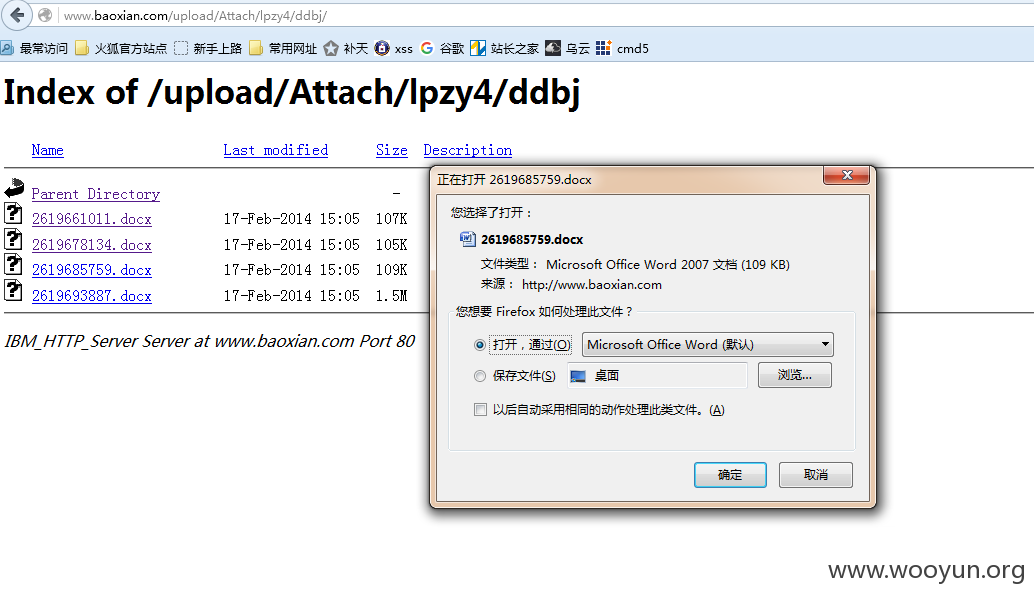 www.baoxian.com/upload/Attach/lpzy4/ddbj/
最常访问 火狐官方站点 新手上路 常用网址 补天 xss 谷歌 站长之家 乌云 cmd5
Index of /upload/Attach/lpzy4/ddbj
Name Last modified Size Description
Parent Directory -
2619661011.docx 17-Feb-2014 15:05 107K
2619678134.docx 17-Feb-2014 15:05 105K
2619685759.docx 17-Feb-2014 15:05 109K
2619693887.docx 17-Feb-2014 15:05 1.5M
IBM_HTTP_Server Server at www.baoxian.com Port 80
正在打开 2619685759.docx
您选择了打开：
2619685759.docx
文件类型： Microsoft Office Word 2007 文档 (109 KB)
来源： http://www.baoxian.com
您想要 Firefox 如何处理此文件？
打开，通过(O) Microsoft Office Word (默认)
保存文件(S) 桌面 浏览...
以后自动采用相同的动作处理此类文件。(A)
确定 取消
www.wooyun.org